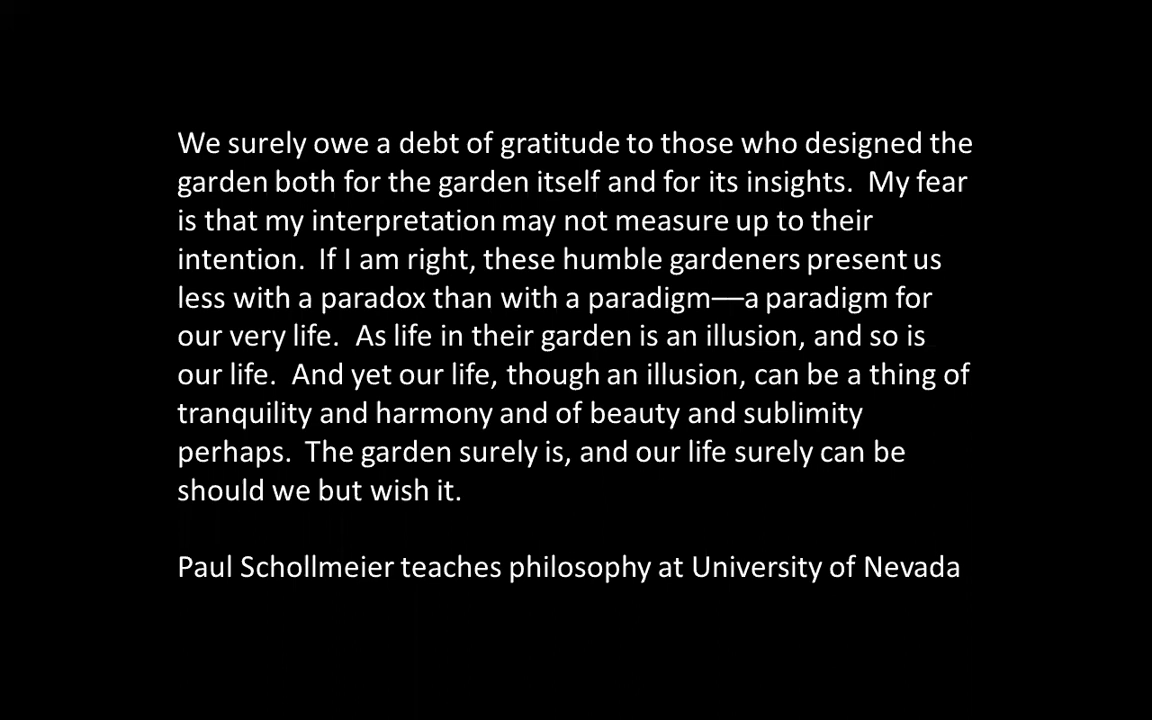 We surely owe a debt of gratitude to those who designed the
garden both for the garden itself and for its insights.  My fear
is that my interpretation may not measure up to their
intention.  If I am right, these humble gardeners present us
less with a paradox than with a paradigm—a paradigm for
our very life.  As life in their garden is an illusion, and so is
our life.  And yet our life, though an illusion, can be a thing of
tranquility and harmony and of beauty and sublimity
perhaps.  The garden surely is, and our life surely can be
should we but wish it.
Paul Schollmeier teaches philosophy at University of Nevada